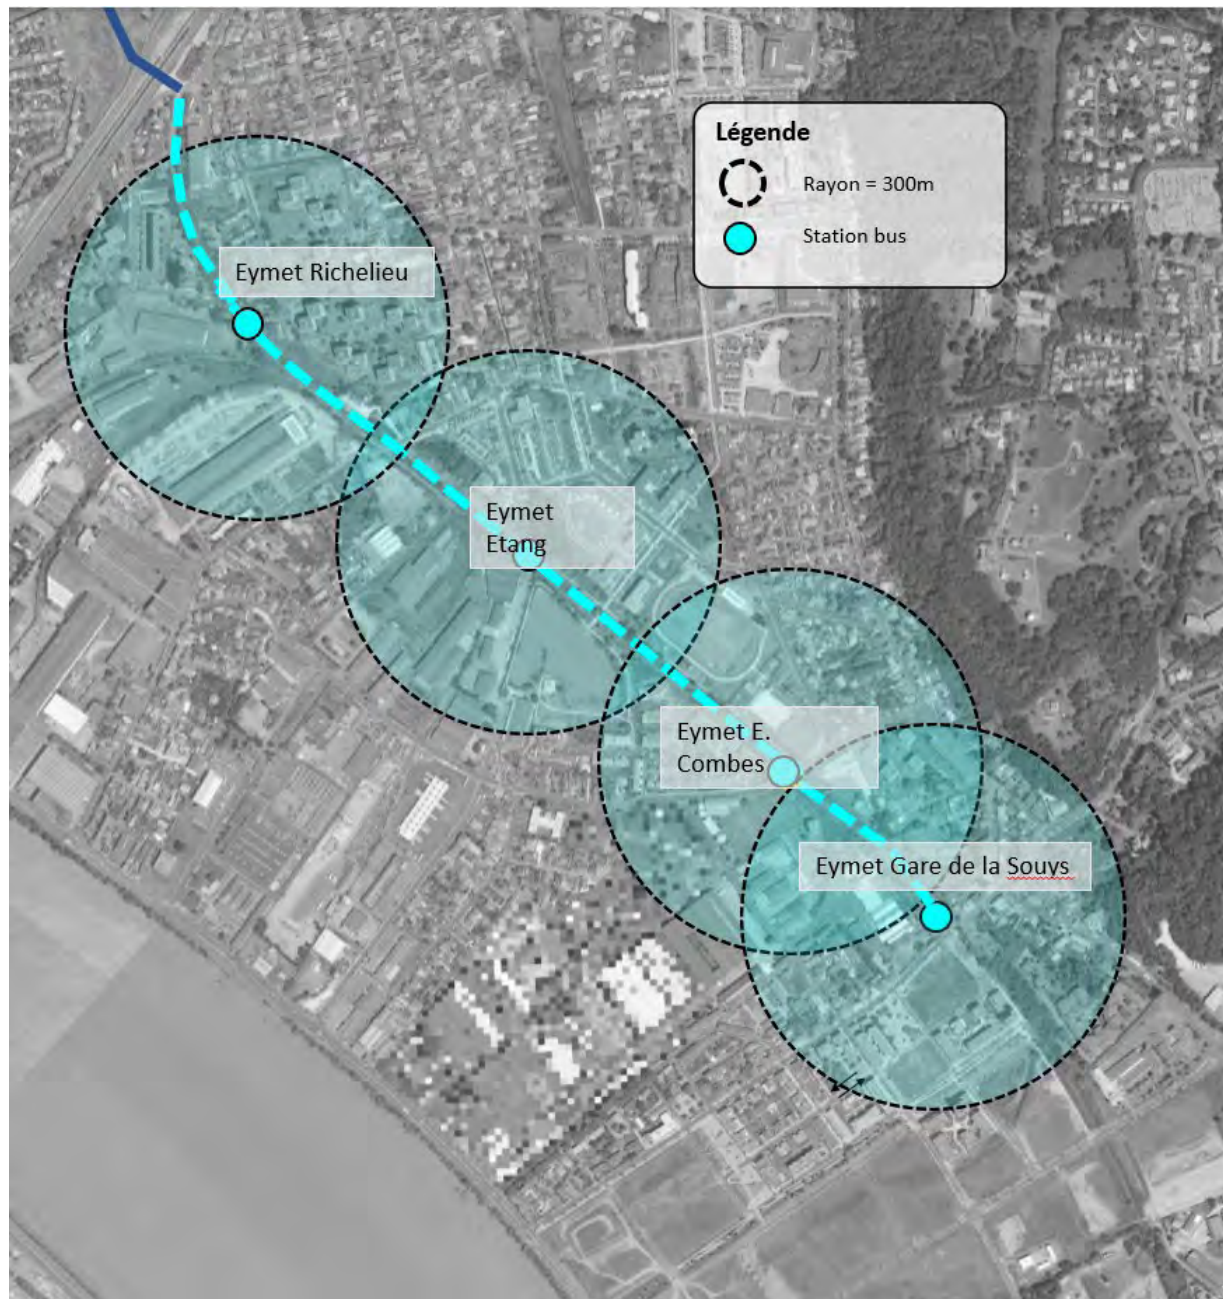 Légende
Rayon = 300m
Station bus
Eymet Richelieu
Eymet
Etang
Eymet E.
Combes
Eymet Gare de la Souys